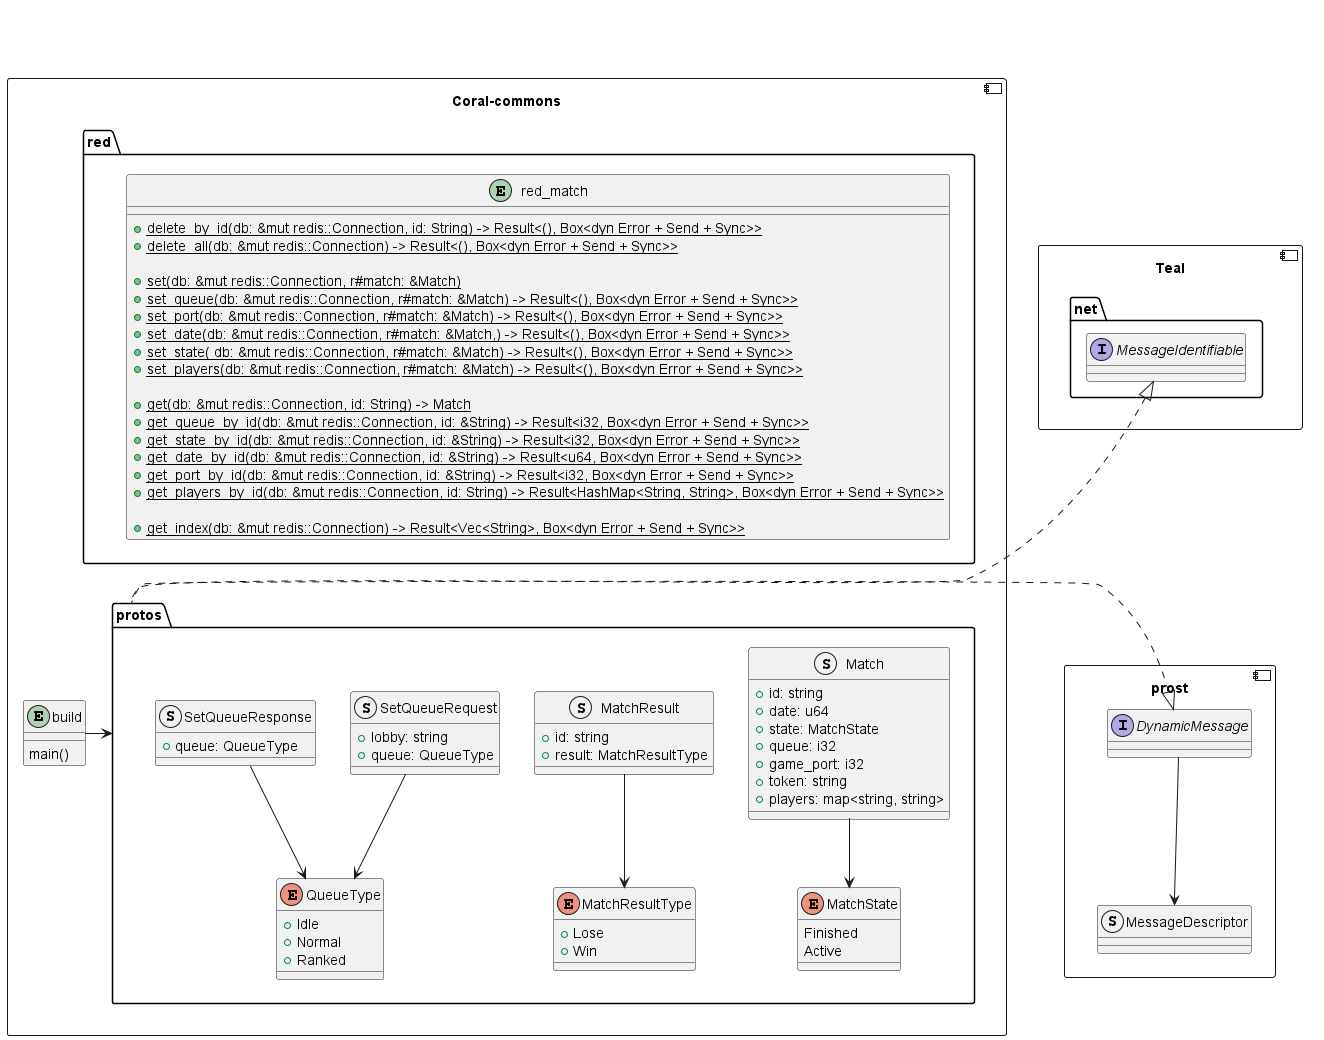 Coral-commons
red
E red_match
delete_by_id(db: &mut redis::Connection, id: String) -> Result<(), Box<dyn Error + Send + Sync>>
delete_all(db: &mut redis::Connection) -> Result<(), Box<dyn Error + Send + Sync>>
set(db: &mut redis::Connection, r#match: &Match)
set_queue(db: &mut redis::Connection, r#match: &Match) -> Result<(), Box<dyn Error + Send + Sync>>
set_port(db: &mut redis::Connection, r#match: &Match) -> Result<(), Box<dyn Error + Send + Sync>>
set_date(db: &mut redis::Connection, r#match: &Match,) -> Result<(), Box<dyn Error + Send + Sync>>
set_state( db: &mut redis::Connection, r#match: &Match) -> Result<(), Box<dyn Error + Send + Sync>>
set_players(db: &mut redis::Connection, r#match: &Match) -> Result<(), Box<dyn Error + Send + Sync>>
get(db: &mut redis::Connection, id: String) -> Match
get_queue_by_id(db: &mut redis::Connection, id: &String) -> Result<i32, Box<dyn Error + Send + Sync>>
get_state_by_id(db: &mut redis::Connection, id: &String) -> Result<i32, Box<dyn Error + Send + Sync>>
get_date_by_id(db: &mut redis::Connection, id: &String) -> Result<u64, Box<dyn Error + Send + Sync>>
get_port_by_id(db: &mut redis::Connection, id: &String) -> Result<i32, Box<dyn Error + Send + Sync>>
get_players_by_id(db: &mut redis::Connection, id: String) -> Result<HashMap<String, String>, Box<dyn Error + Send + Sync>>
get_index(db: &mut redis::Connection) -> Result<Vec<String>, Box<dyn Error + Send + Sync>>
Teal
net
I MessageIdentifiable
protos
E build
main()
S SetQueueResponse
queue: QueueType
S SetQueueRequest
lobby: string
queue: QueueType
S MatchResult
id: string
result: MatchResultType
S Match
id: string
date: u64
state: MatchState
queue: i32
game_port: i32
token: string
players: map<string, string>
E QueueType
Idle
Normal
Ranked
E MatchResultType
Lose
Win
E MatchState
Finished
Active
prost
I DynamicMessage
S MessageDescriptor